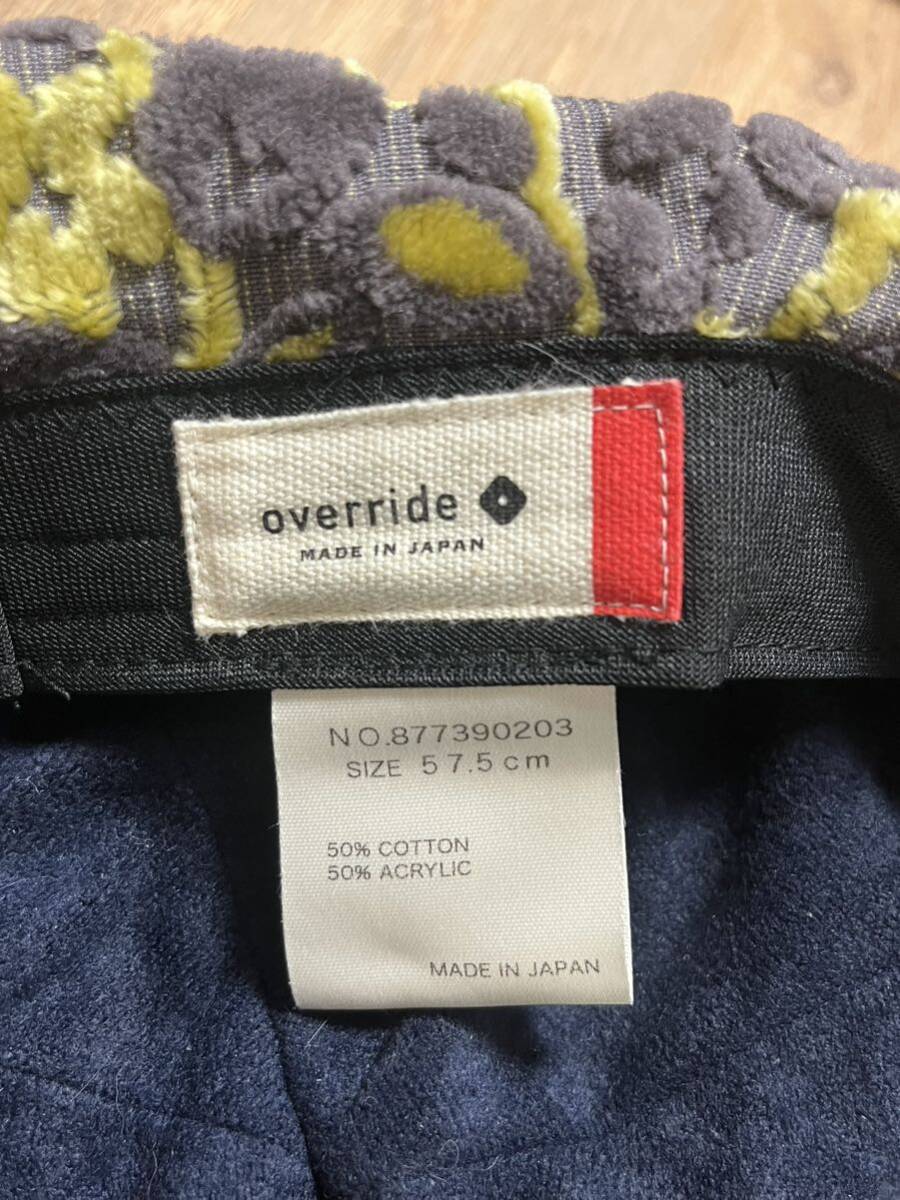 override
MADE IN JAPAN
NO.877390203
SIZE 57.5cm
50% COTTON
50% ACRYLIC
MADE IN JAPAN